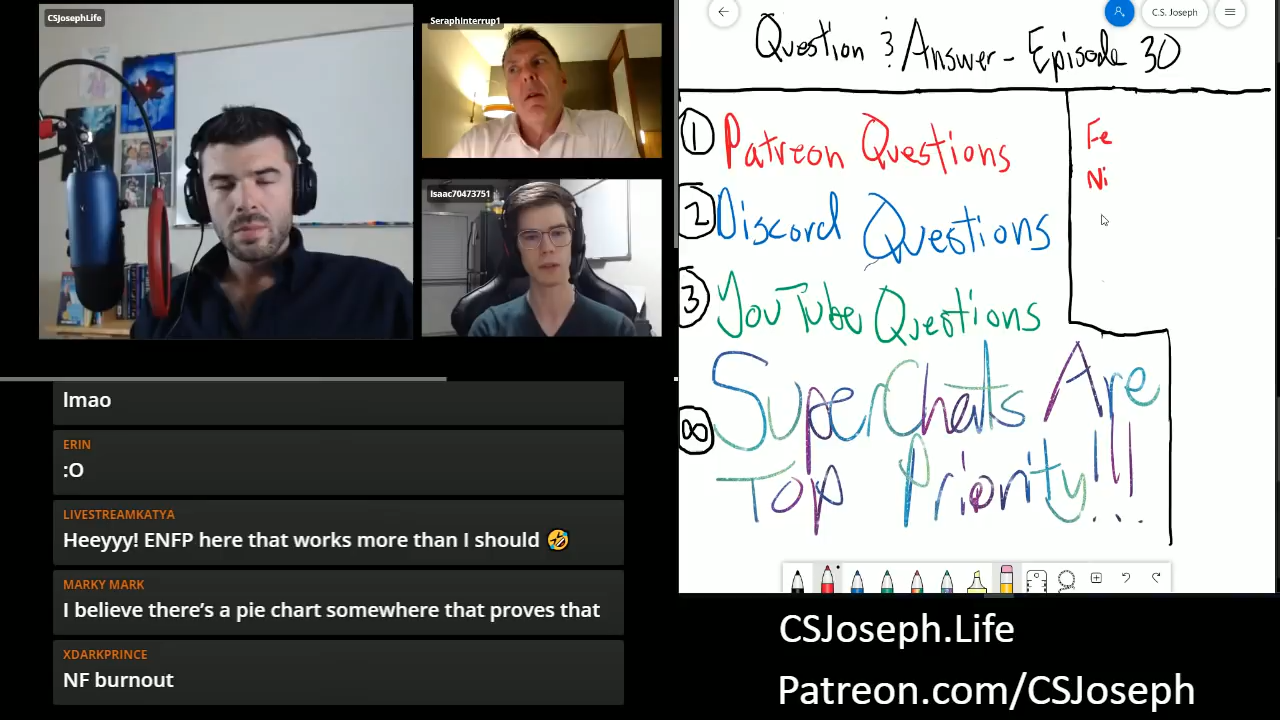 CSJosephLife
Seraphinterrup1
Isaac70473751
lmao
ERIN
:O
LIVESTREAMKATYA
Heeyyy! ENFP here that works more than I should 🤣
MARKY MARK
I believe there's a pie chart somewhere that proves that
XDARKPRINCE
NF burnout
C.S. Joseph
Question & Answer - Episode 30
1 Patreon Questions
2 Discord Questions
3 YouTube Questions
∞ SuperChats Are
Top Priority!!!
Fe
Ni
CSJoseph.Life
Patreon.com/CSJoseph